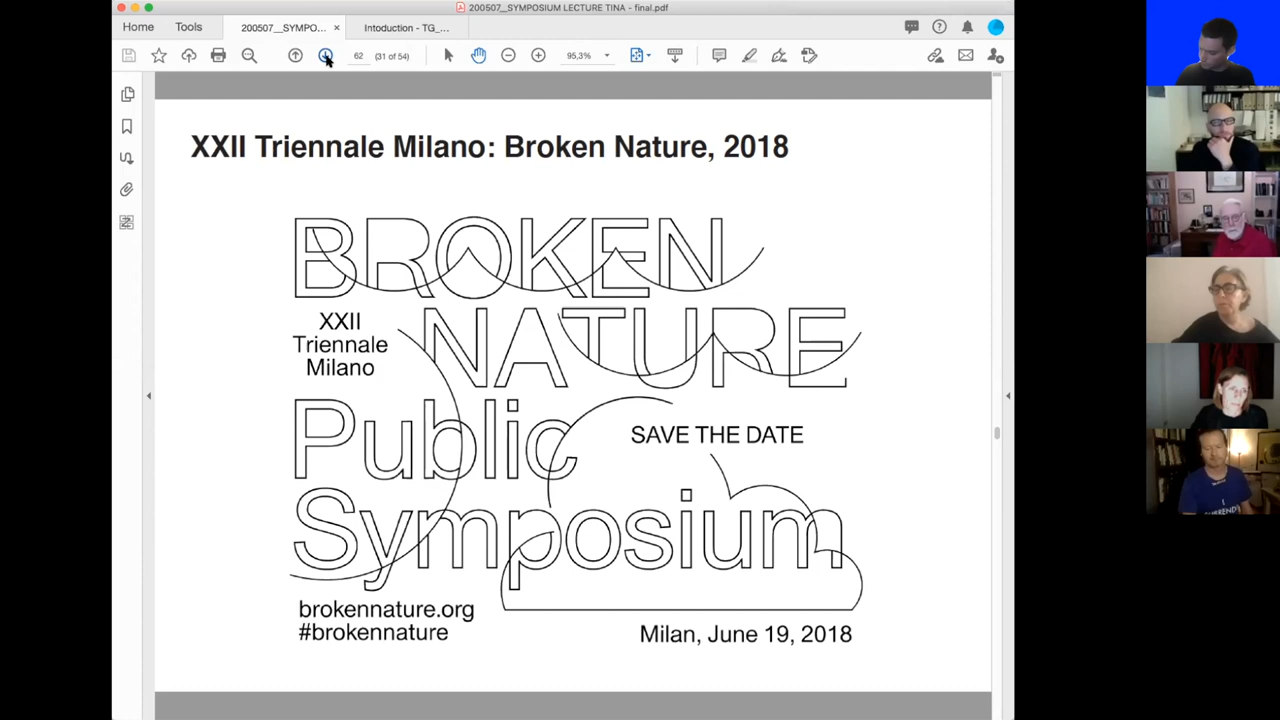 200507__SYMPOSIUM LECTURE TINA - final.pdf
Home Tools 200507__SYMPO... × Intoduction - TG_...
62 (31 of 54) 95,3%
XXII Triennale Milano: Broken Nature, 2018
BROKEN
NATURE
XXII
Triennale
Milano
Public
SAVE THE DATE
Symposium
brokennature.org
#brokennature
Milan, June 19, 2018